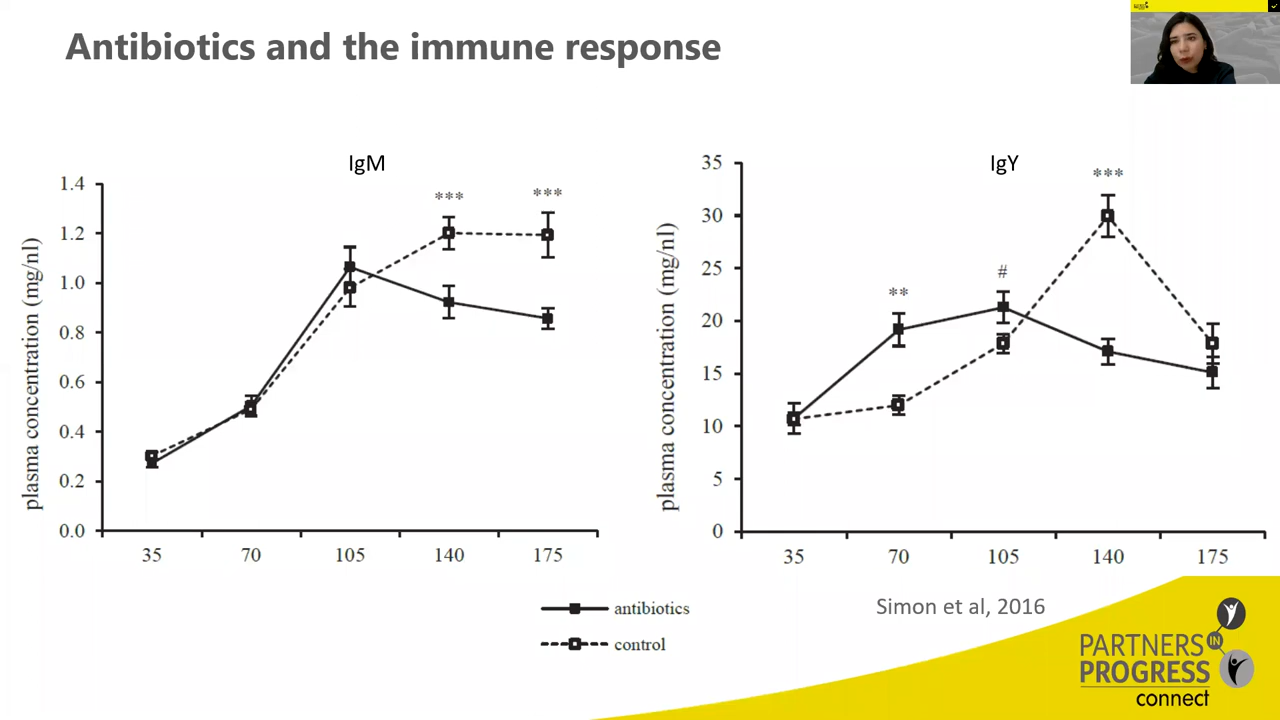 Antibiotics and the immune response
IgM
plasma concentration (mg/nl)
1.4
1.2
1.0
0.8
0.6
0.4
0.2
0.0
***
***
35 70 105 140 175
IgY
plasma concentration (mg/nl)
35
30
25
20
15
10
5
0
**
#
***
35 70 105 140 175
antibiotics
control
Simon et al, 2016
PARTNERS IN
PROGRESS
connect